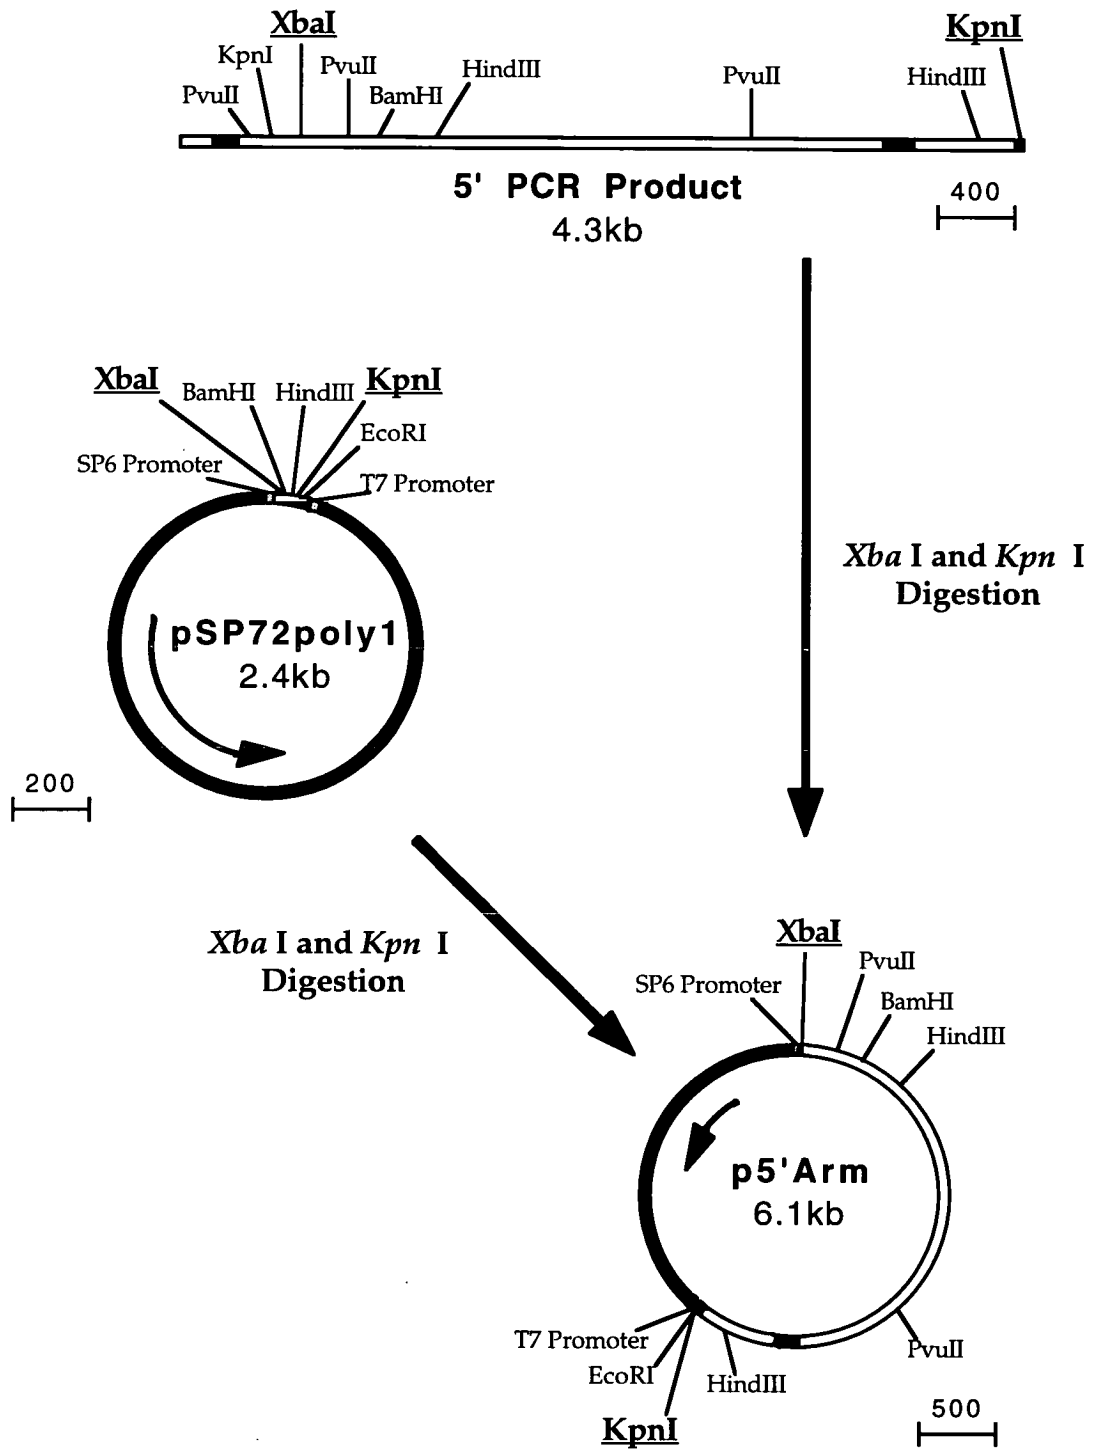 XbaI
KpnI
KpnI
PvuII
HindIII
PvuII
HindIII
PvuII
BamHI
5' PCR Product
4.3kb
400
XbaI
BamHI
HindIII
KpnI
EcoRI
SP6 Promoter
T7 Promoter
pSP72poly1
2.4kb
200
Xba I and Kpn I
Digestion
Xba I and Kpn I
Digestion
XbaI
PvuII
SP6 Promoter
BamHI
HindIII
p5'Arm
6.1kb
T7 Promoter
PvuII
EcoRI
HindIII
KpnI
500